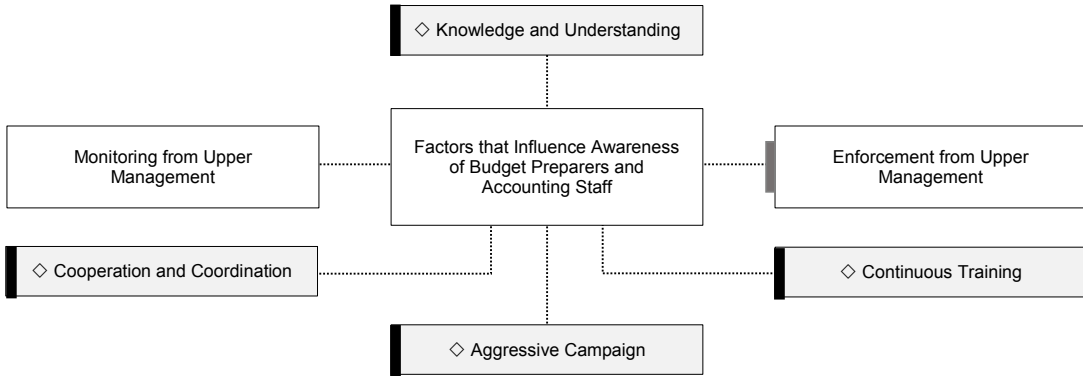 ◇ Knowledge and Understanding
Monitoring from Upper
Management
Factors that Influence Awareness
of Budget Preparers and
Accounting Staff
Enforcement from Upper
Management
◇ Cooperation and Coordination
◇ Continuous Training
◇ Aggressive Campaign